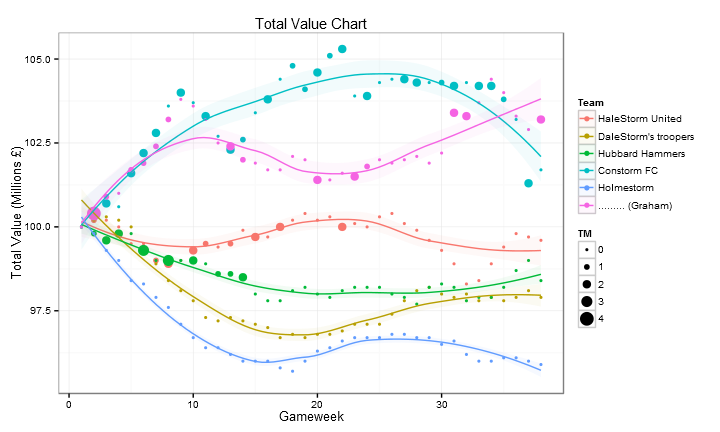 Total Value Chart
Total Value (Millions £)
105.0
102.5
100.0
97.5
0
10
20
30
Gameweek
Team
HaleStorm United
DaleStorm's troopers
Hubbard Hammers
Constorm FC
Holmestorm
......... (Graham)
TM
0
1
2
3
4